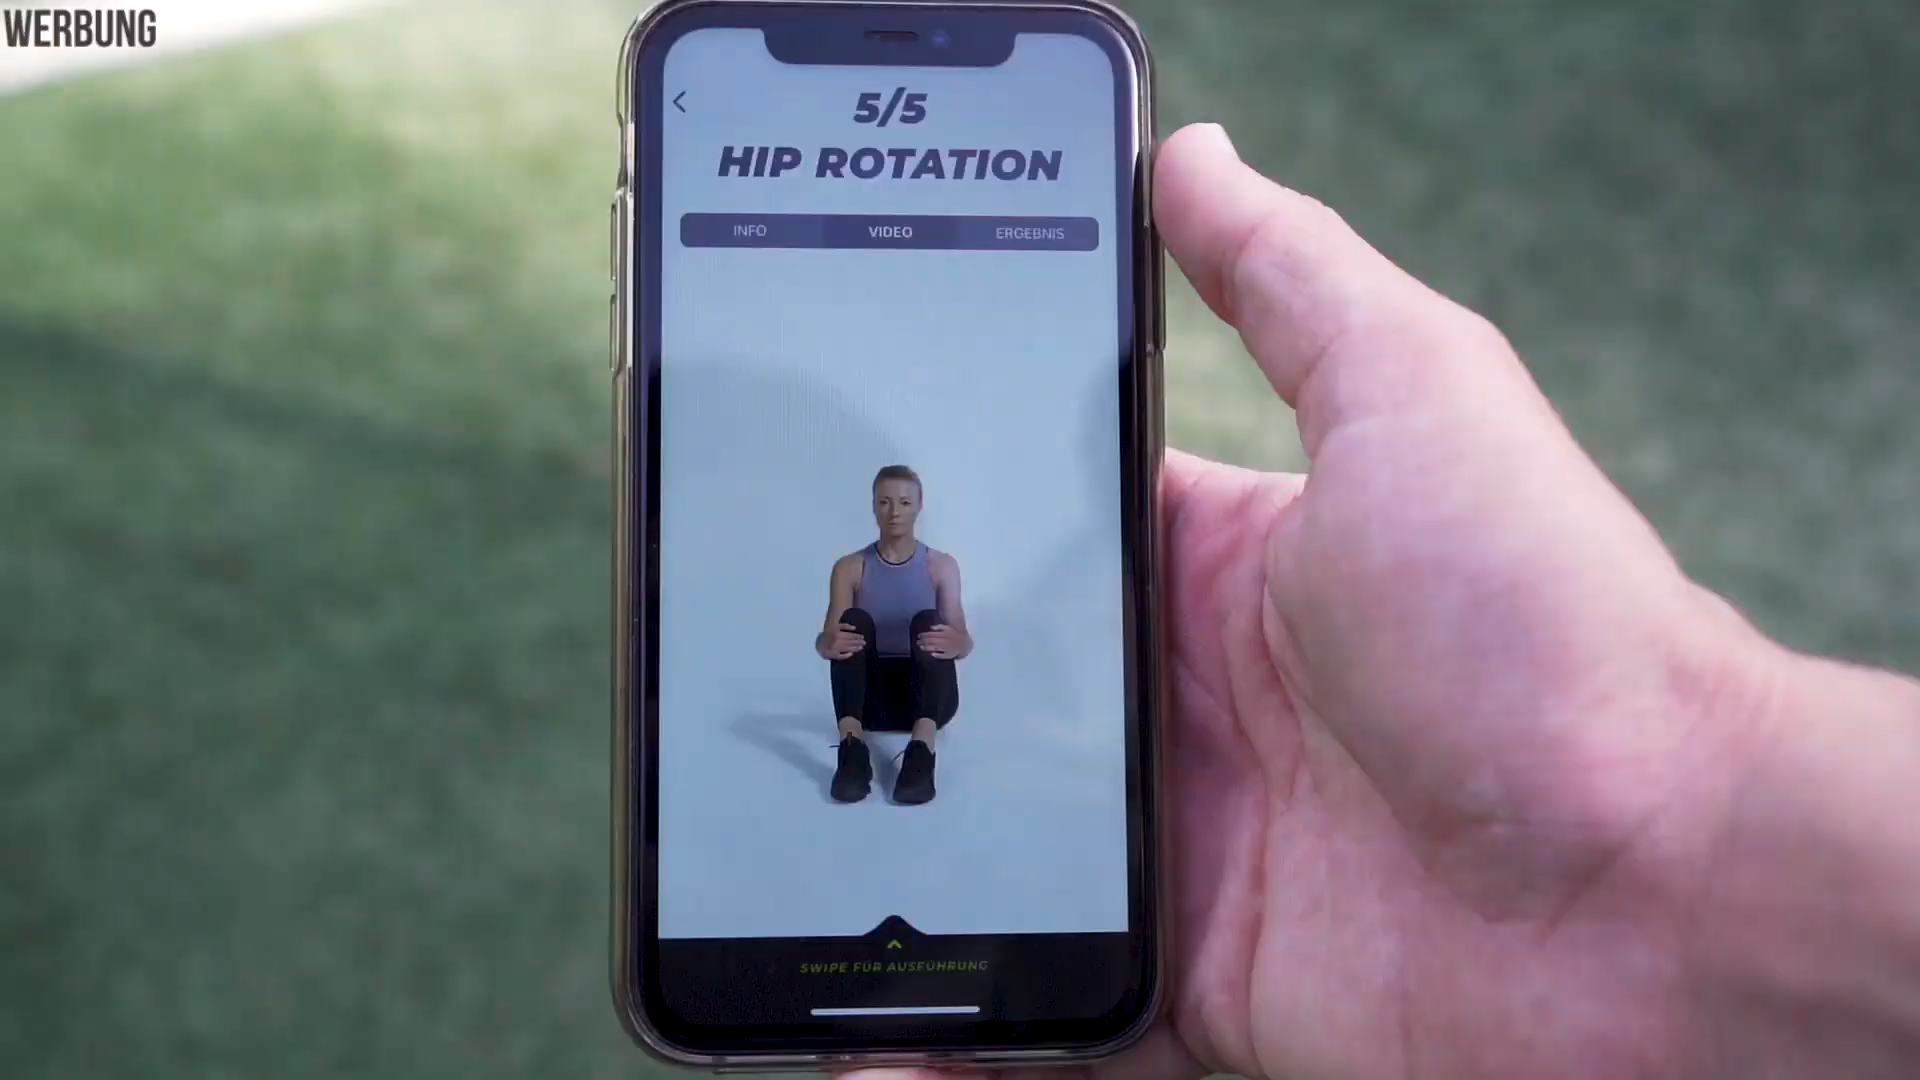 WERBUNG
5/5
HIP ROTATION
INFO
VIDEO
ERGEBNIS
SWIPE FÜR AUSFÜHRUNG